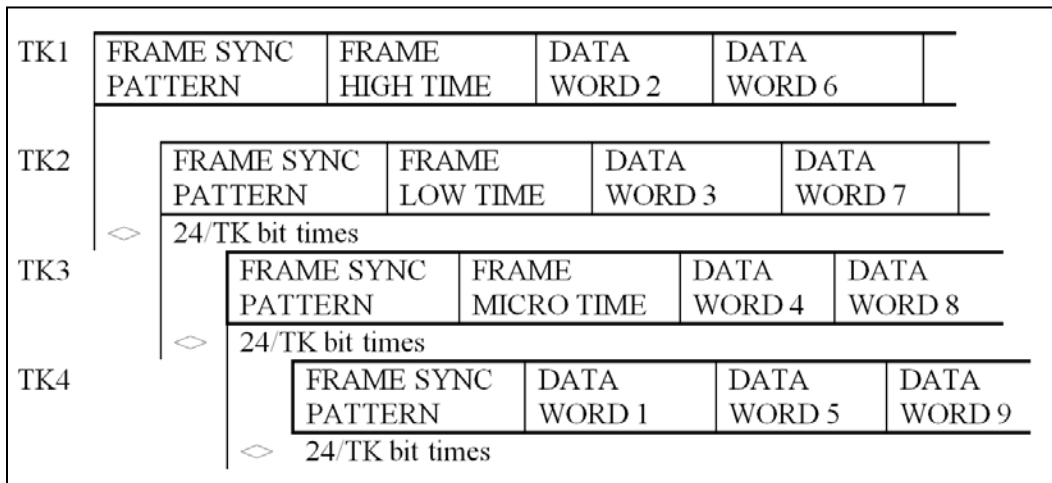 TK1 FRAME SYNC FRAME DATA DATA
PATTERN HIGH TIME WORD 2 WORD 6
TK2 FRAME SYNC FRAME DATA DATA
PATTERN LOW TIME WORD 3 WORD 7
24/TK bit times
TK3 FRAME SYNC FRAME DATA DATA
PATTERN MICRO TIME WORD 4 WORD 8
24/TK bit times
TK4 FRAME SYNC DATA DATA DATA
PATTERN WORD 1 WORD 5 WORD 9
24/TK bit times